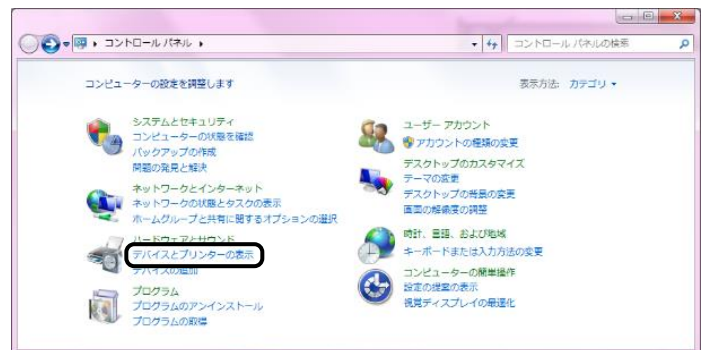 コントロール パネル
コントロール パネルの検索
コンピューターの設定を調整します
表示方法: カテゴリ
システムとセキュリティ
コンピューターの状態を確認
バックアップの作成
問題の発見と解決
ネットワークとインターネット
ネットワークの状態とタスクの表示
ホームグループと共有に関するオプションの選択
ハードウェアとサウンド
デバイスとプリンターの表示
デバイスの追加
プログラム
プログラムのアンインストール
プログラムの取得
ユーザー アカウント
アカウントの種類の変更
デスクトップのカスタマイズ
テーマの変更
デスクトップの背景の変更
画面の解像度の調整
時計、言語、および地域
キーボードまたは入力方法の変更
コンピューターの簡単操作
設定の提案の表示
視覚ディスプレイの最適化